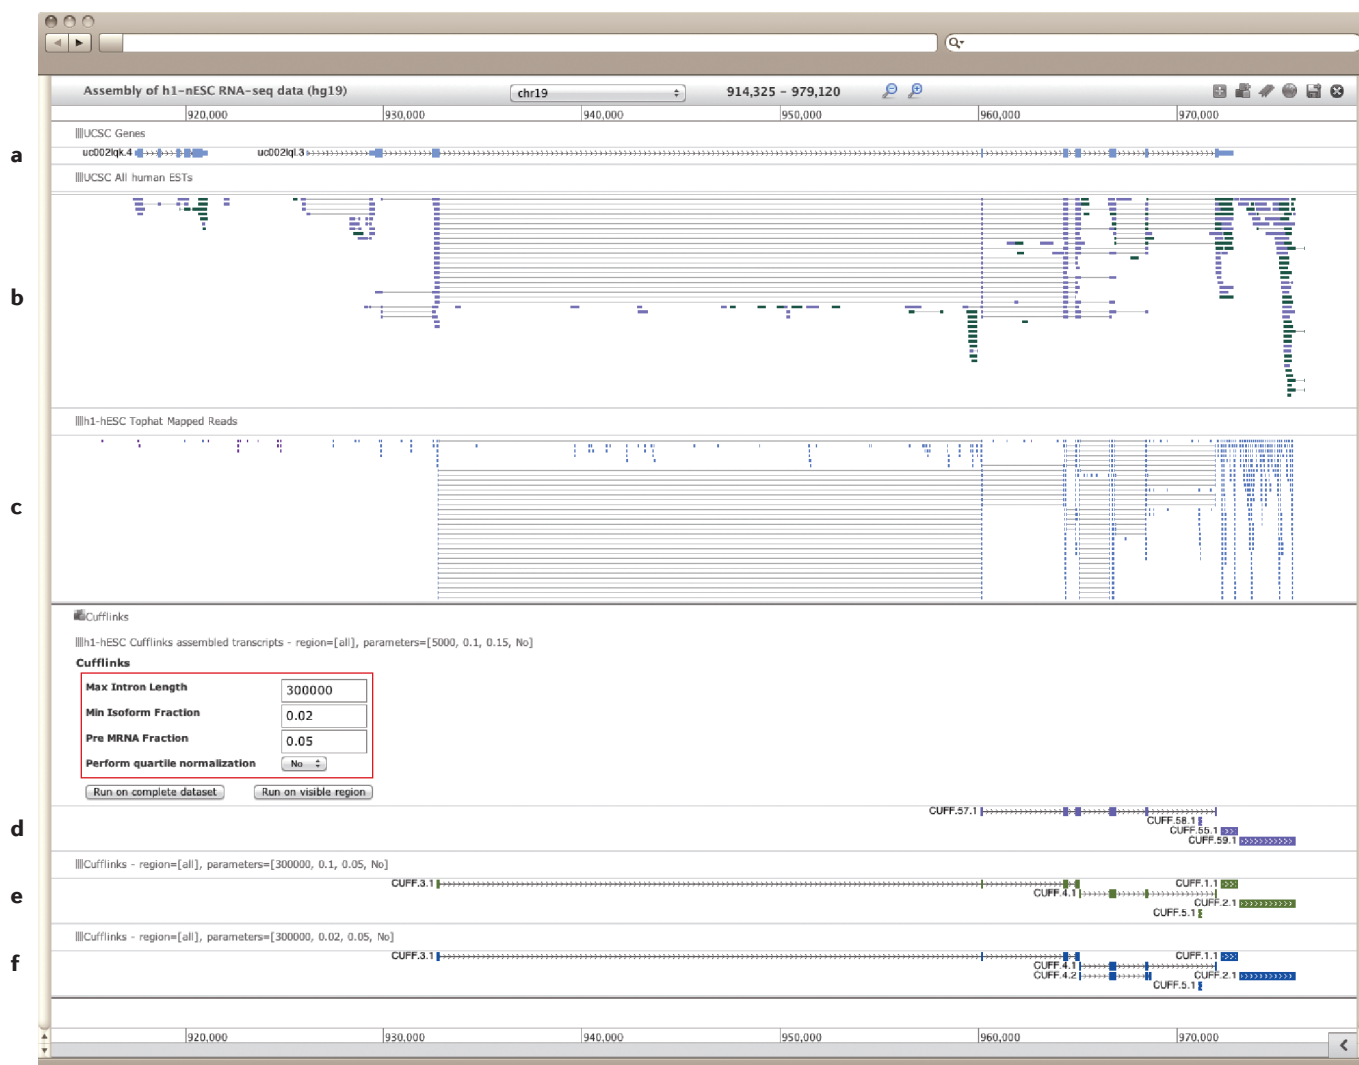 Assembly of h1-nESC RNA-seq data (hg19) chr19 914,325 - 979,120
920,000 930,000 940,000 950,000 960,000 970,000
UCSC Genes
a uc002lqk.4 uc002lql.3
UCSC All human ESTs
b
h1-hESC Tophat Mapped Reads
c
Cufflinks
h1-hESC Cufflinks assembled transcripts - region=[all], parameters=[5000, 0.1, 0.15, No]
Cufflinks
Max Intron Length 300000
Min Isoform Fraction 0.02
Pre MRNA Fraction 0.05
Perform quartile normalization No
Run on complete dataset Run on visible region
CUFF.57.1
CUFF.58.1
d CUFF.55.1
CUFF.59.1
Cufflinks - region=[all], parameters=[300000, 0.1, 0.05, No]
CUFF.3.1 CUFF.1.1
e CUFF.4.1
CUFF.2.1
CUFF.5.1
Cufflinks - region=[all], parameters=[300000, 0.02, 0.05, No]
CUFF.3.1 CUFF.1.1
f CUFF.4.1
CUFF.4.2 CUFF.2.1
CUFF.5.1
920,000 930,000 940,000 950,000 960,000 970,000